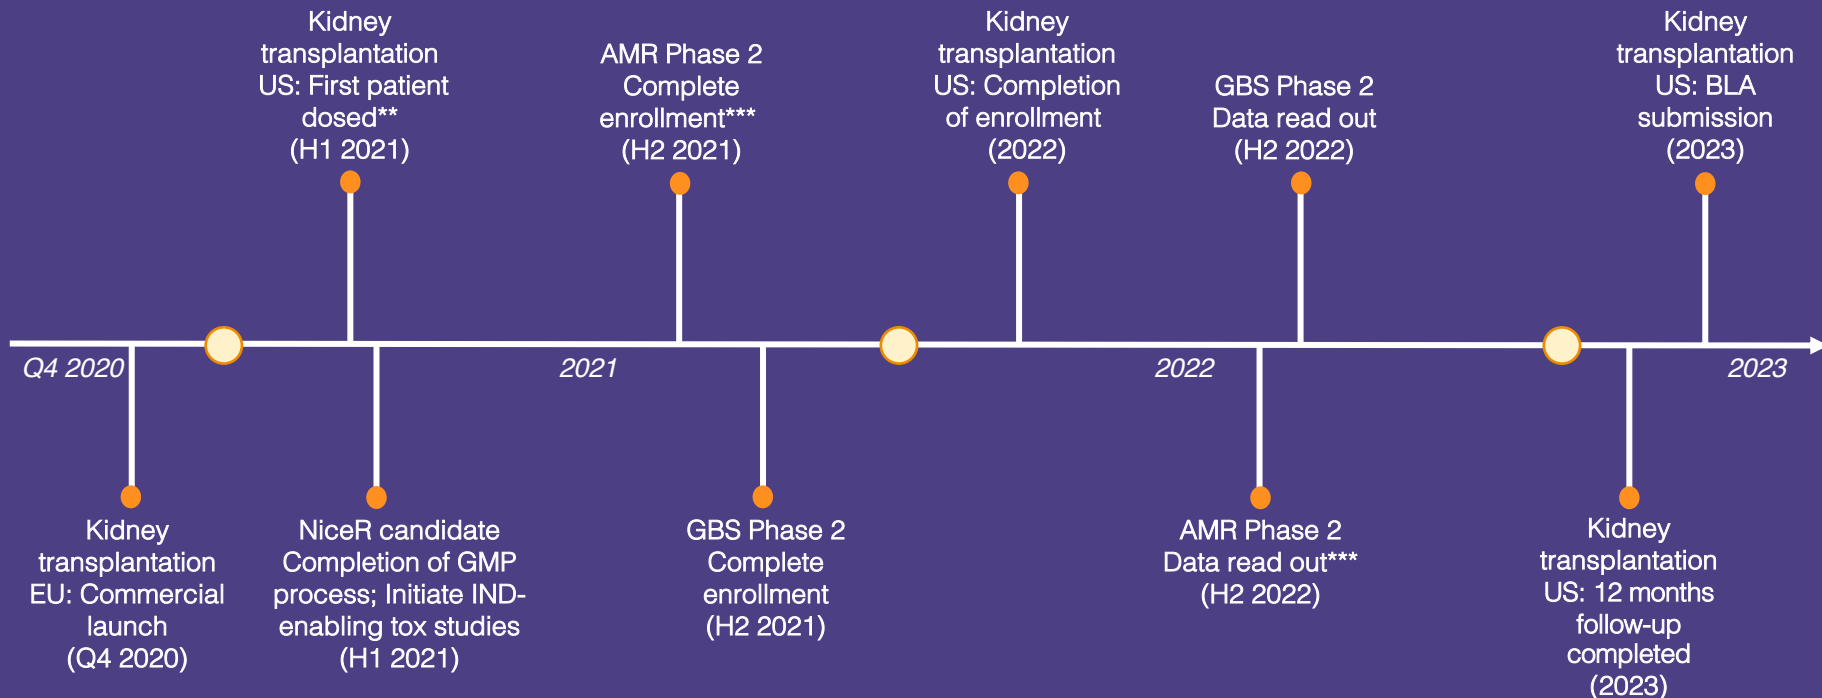 Kidney
transplantation
US: First patient
dosed**
(H1 2021)
AMR Phase 2
Complete
enrollment***
(H2 2021)
Kidney
transplantation
US: Completion
of enrollment
(2022)
GBS Phase 2
Data read out
(H2 2022)
Kidney
transplantation
US: BLA
submission
(2023)
Q4 2020
2021
2022
2023
Kidney
transplantation
EU: Commercial
launch
(Q4 2020)
NiceR candidate
Completion of GMP
process; Initiate IND-
enabling tox studies
(H1 2021)
GBS Phase 2
Complete
enrollment
(H2 2021)
AMR Phase 2
Data read out***
(H2 2022)
Kidney
transplantation
US: 12 months
follow-up
completed
(2023)